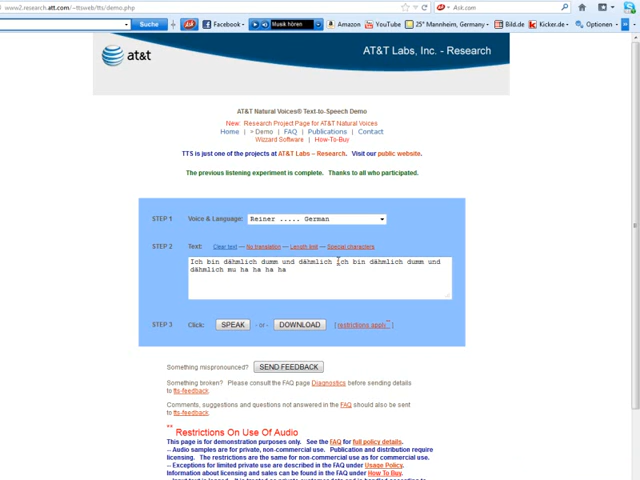 www2.research.att.com/~ttsweb/tts/demo.php
Ask.com
Suche
Facebook
Musik hören
Amazon
YouTube
25° Mannheim, Germany
Bild.de
Kicker.de
Optionen
at&t
AT&T Labs, Inc. - Research
AT&T Natural Voices® Text-to-Speech Demo
New: Research Project Page for AT&T Natural Voices
Home | » Demo | FAQ | Publications | Contact
Wizard Software | How-To-Buy
TTS is just one of the projects at AT&T Labs – Research. Visit our public website.
The previous listening experiment is complete. Thanks to all who participated.
STEP 1 Voice & Language: Reiner ..... German
STEP 2 Text: Clear text --- No translation --- Length limit --- Special characters
Ich bin dähmlich dumm und dähmlich Ich bin dähmlich dumm und
dähmlich mu ha ha ha ha
STEP 3 Click: SPEAK - or - DOWNLOAD [restrictions apply**]
Something mispronounced? SEND FEEDBACK
Something broken? Please consult the FAQ page Diagnostics before sending details
to tts-feedback.
Comments, suggestions and questions not answered in the FAQ should also be sent
to tts-feedback.
** Restrictions On Use Of Audio
This page is for demonstration purposes only. See the FAQ for full policy details.
-- Audio samples are for private, non-commercial use. Publication and distribution require
licensing. The restrictions are the same for non-commercial use as for commercial use.
-- Exceptions for limited private use are described in the FAQ under Usage Policy.
Information about licensing and sales can be found in the FAQ under How To Buy.